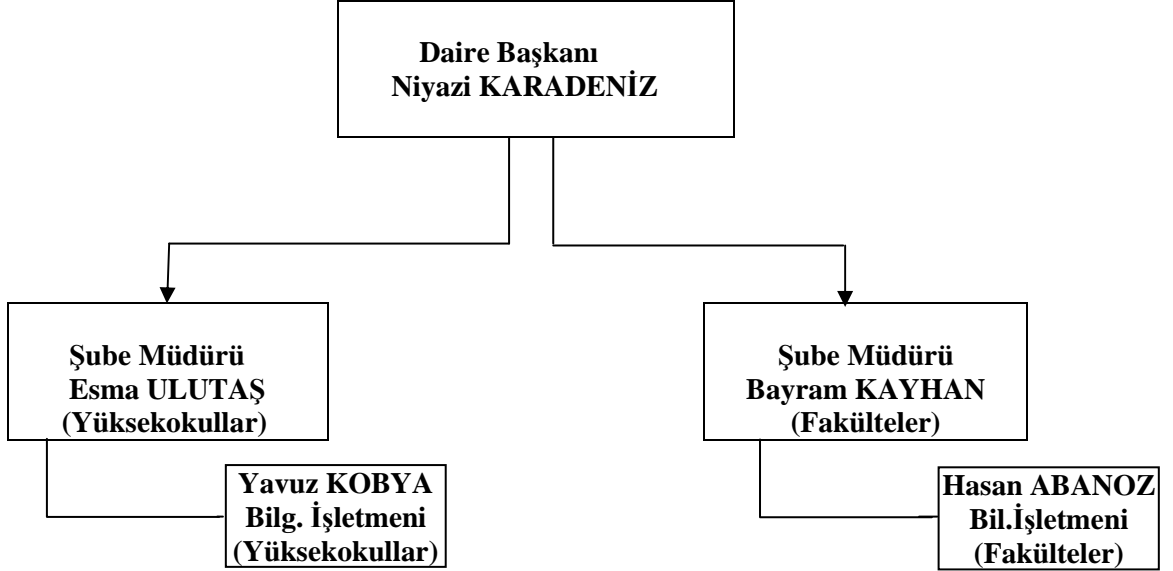 Daire Başkanı
Niyazi KARADENİZ
Şube Müdürü
Esma ULUTAŞ
(Yüksekokullar)
Şube Müdürü
Bayram KAYHAN
(Fakülteler)
Yavuz KOBYA
Bilg. İşletmeni
(Yüksekokullar)
Hasan ABANOZ
Bil.İşletmeni
(Fakülteler)